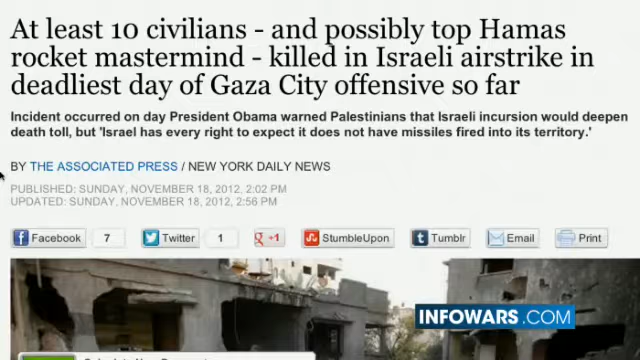 At least 10 civilians - and possibly top Hamas
rocket mastermind - killed in Israeli airstrike in
deadliest day of Gaza City offensive so far
Incident occurred on day President Obama warned Palestinians that Israeli incursion would deepen
death toll, but 'Israel has every right to expect it does not have missiles fired into its territory.'
BY THE ASSOCIATED PRESS / NEW YORK DAILY NEWS
PUBLISHED: SUNDAY, NOVEMBER 18, 2012, 2:02 PM
UPDATED: SUNDAY, NOVEMBER 18, 2012, 2:56 PM
Facebook 7 Twitter 1 +1 StumbleUpon Tumblr Email Print
INFOWARS.COM